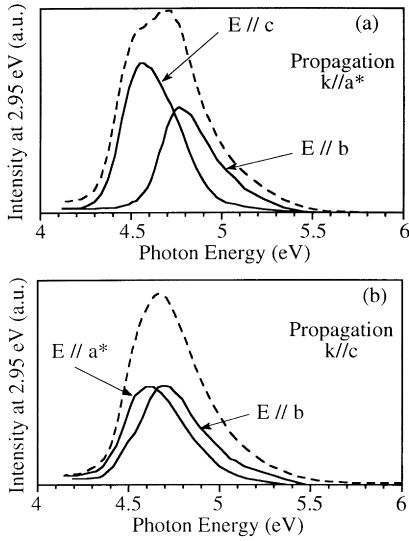 (a)
E // c
Propagation
k//a*
E // b
Intensity at 2.95 eV (a.u.)
4 4.5 5 5.5 6
Photon Energy (eV)
(b)
Propagation
k//c
E // a*
E // b
Intensity at 2.95 eV (a.u.)
4 4.5 5 5.5 6
Photon Energy (eV)